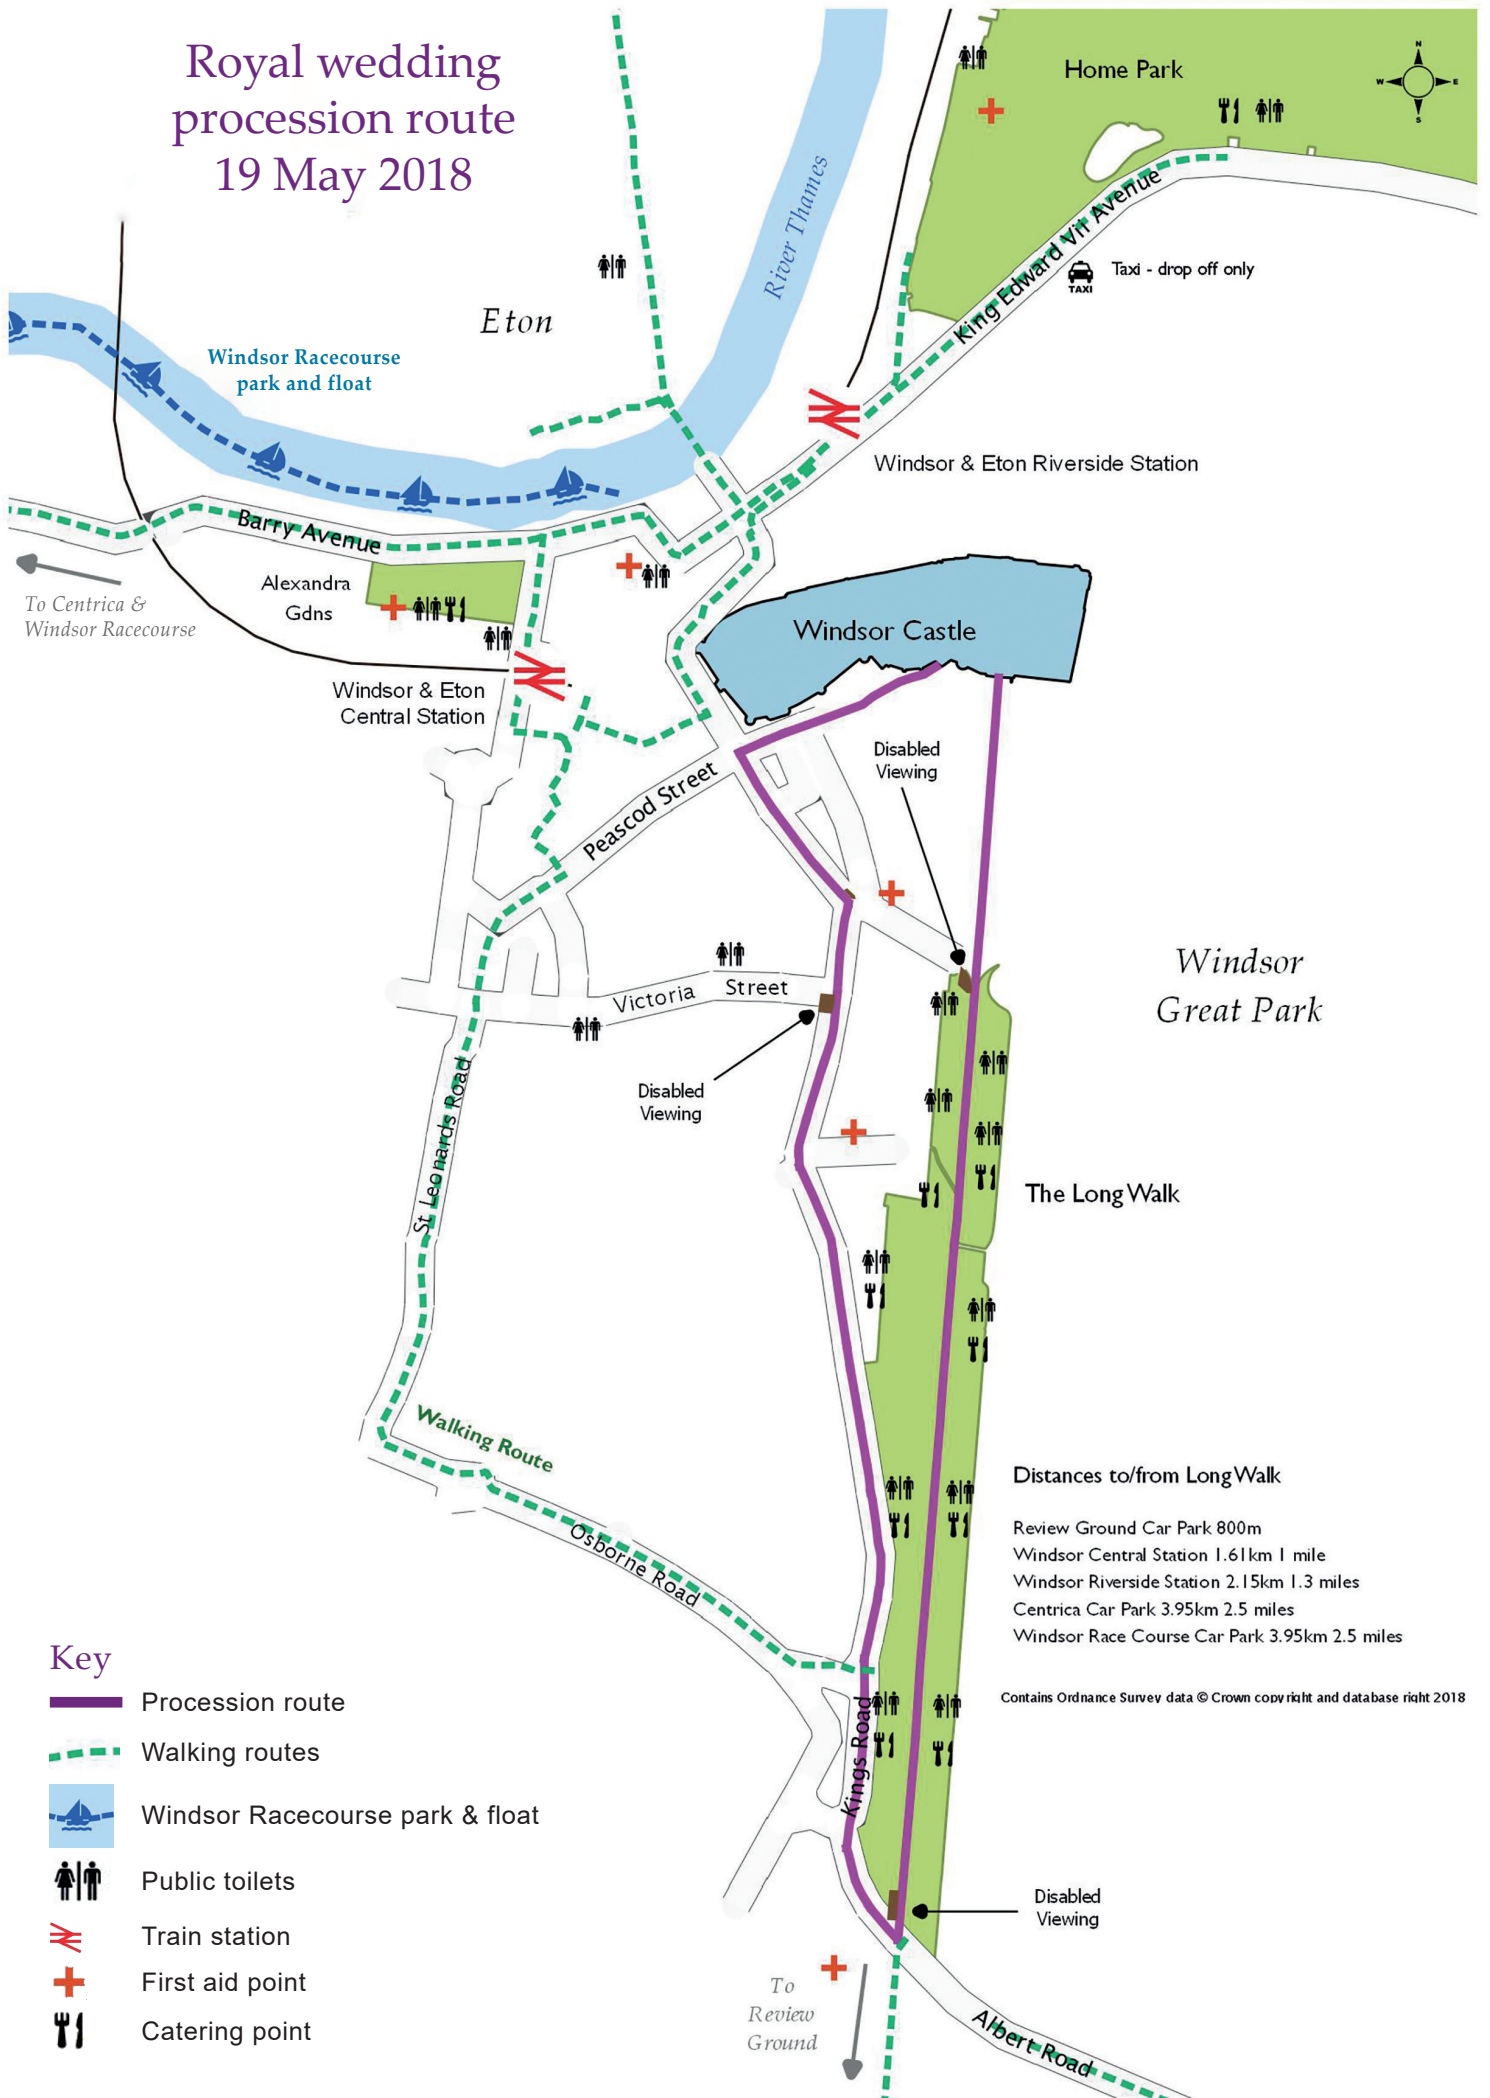 Royal wedding
procession route
19 May 2018
Home Park
N
W
E
S
River Thames
King Edward Vii Avenue
TAXI
Taxi - drop off only
Eton
Windsor Racecourse
park and float
Windsor & Eton Riverside Station
Barry Avenue
Alexandra
Gdns
To Centrica &
Windsor Racecourse
Windsor Castle
Windsor & Eton
Central Station
Disabled
Viewing
Peascod Street
Windsor
Great Park
Victoria Street
Disabled
Viewing
St Leonards Road
The Long Walk
Walking Route
Osborne Road
Distances to/from Long Walk
Review Ground Car Park 800m
Windsor Central Station 1.61km 1 mile
Windsor Riverside Station 2.15km 1.3 miles
Centrica Car Park 3.95km 2.5 miles
Windsor Race Course Car Park 3.95km 2.5 miles
Contains Ordnance Survey data © Crown copyright and database right 2018
Kings Road
Disabled
Viewing
To
Review
Ground
Albert Road
Key
Procession route
Walking routes
Windsor Racecourse park & float
Public toilets
Train station
First aid point
Catering point